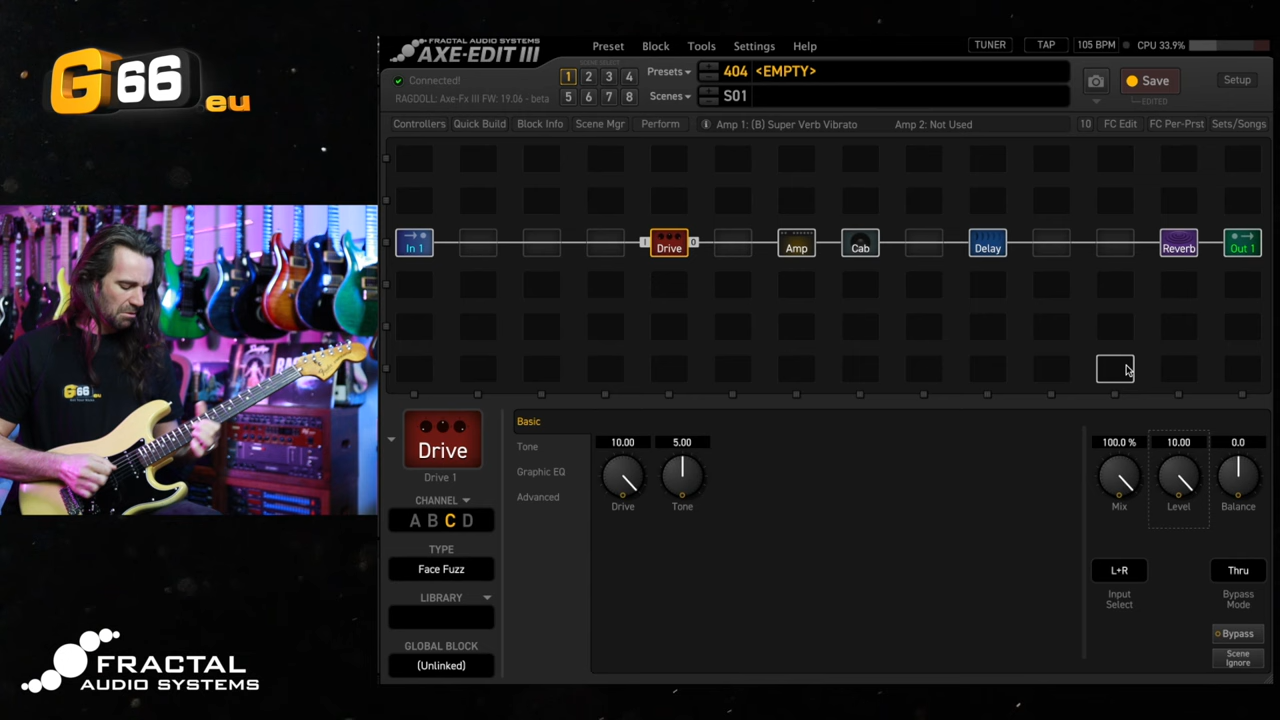 G66.eu
FRACTAL AUDIO SYSTEMS
AXE-EDIT III
Preset Block Tools Settings Help
TUNER TAP 105 BPM CPU 33.9%
Connected!
RAGDOLL: Axe-Fx III FW: 19.06 - beta
SCENE SELECT
1 2 3 4
5 6 7 8
Presets 404 <EMPTY>
Scenes S01
Save
EDITED
Setup
Controllers Quick Build Block Info Scene Mgr Perform Amp 1: (B) Super Verb Vibrato Amp 2: Not Used 10 FC Edit FC Per-Prst Sets/Songs
In 1 I Drive O Amp Cab Delay Reverb Out 1
G66
Drive
Drive 1
CHANNEL
A B C D
TYPE
Face Fuzz
LIBRARY
GLOBAL BLOCK
(Unlinked)
Basic
Tone
Graphic EQ
Advanced
10.00 5.00
Drive Tone
100.0 % 10.00 0.0
Mix Level Balance
L+R Thru
Input Select
Bypass Mode
Bypass
Scene Ignore
FRACTAL
AUDIO SYSTEMS